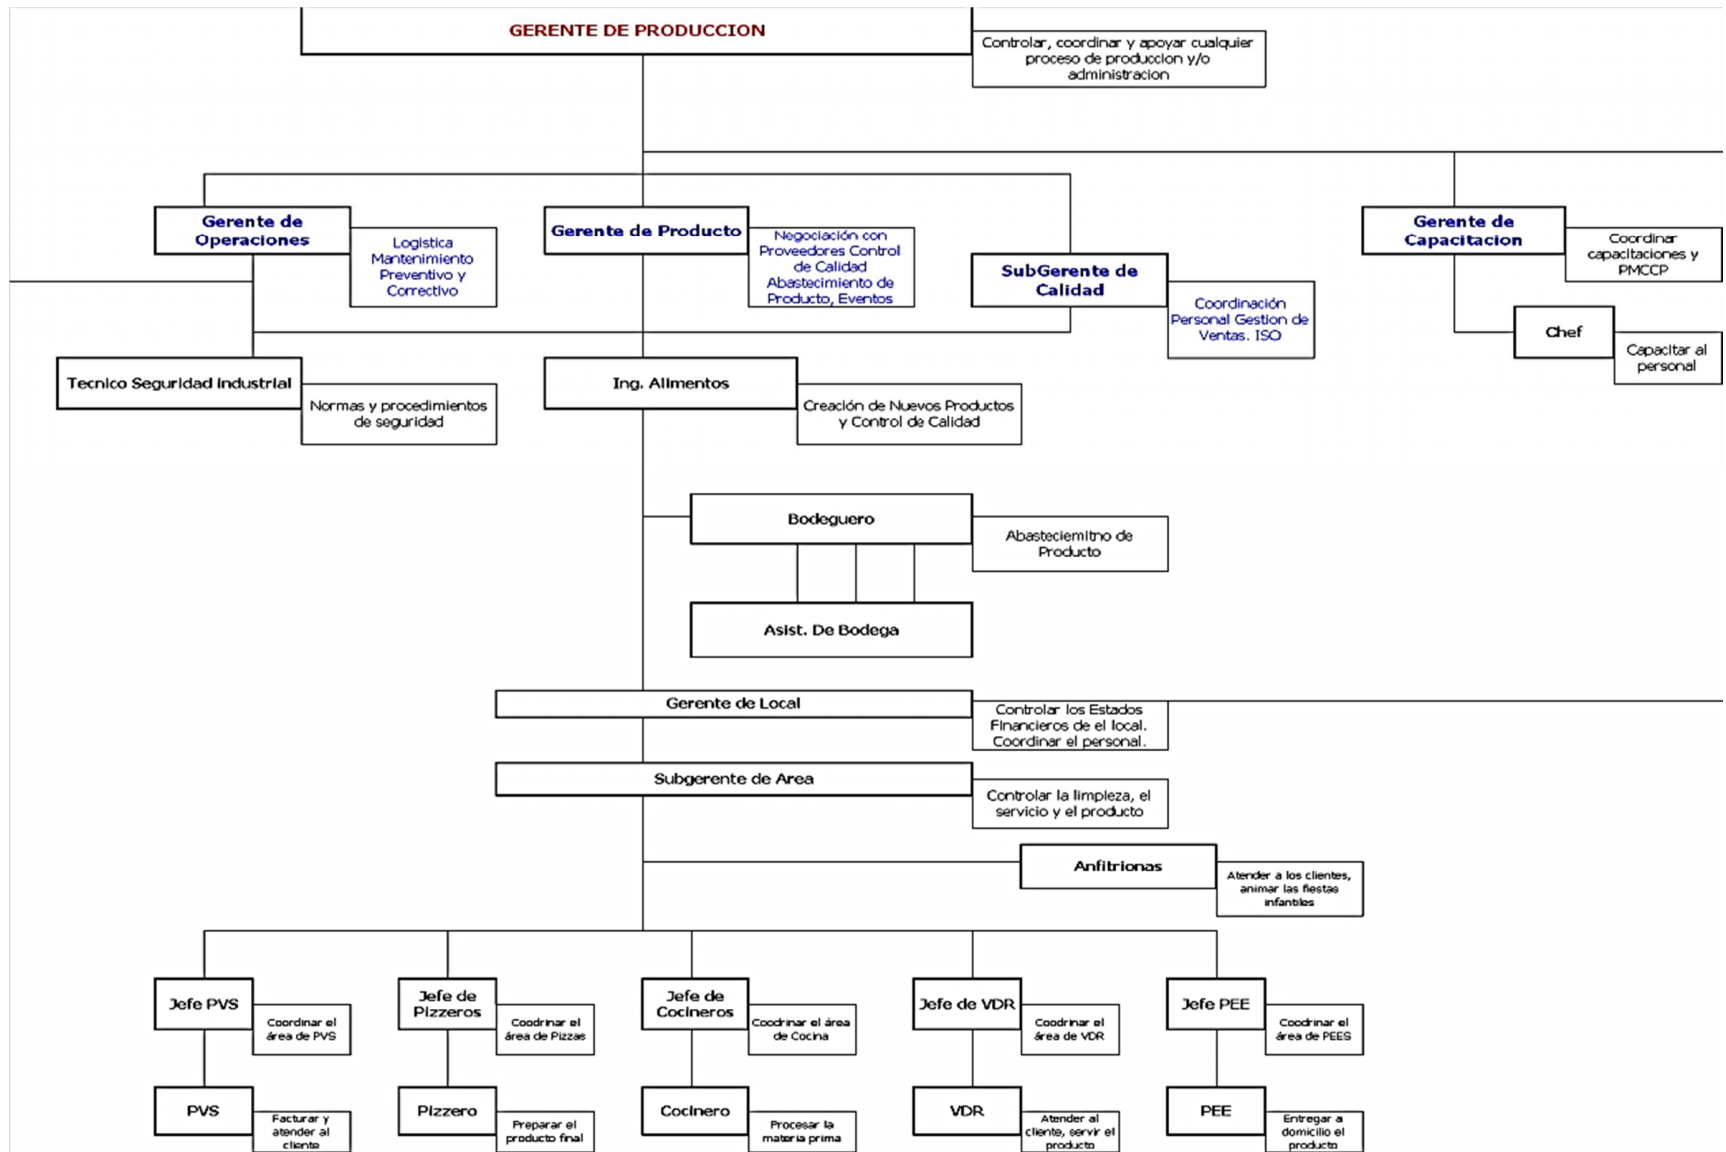 GERENTE DE PRODUCCION
Controlar, coordinar y apoyar cualquier
proceso de produccion y/o
administracion
Gerente de
Operaciones
Logistica
Mantenimiento
Preventivo y
Correctivo
Gerente de Producto
Negociación con
Proveedores Control
de Calidad
Abastecimiento de
Producto, Eventos
SubGerente de
Calidad
Coordinación
Personal Gestion de
Ventas. ISO
Gerente de
Capacitacion
Coordinar
capacitaciones y
PMCCP
Chef
Capacitar al
personal
Tecnico Seguridad industrial
Normas y procedimientos
de seguridad
Ing. Alimentos
Creación de Nuevos Productos
y Control de Calidad
Bodeguero
Abasteciemitno de
Producto
Asist. De Bodega
Gerente de Local
Controlar los Estados
Financieros de el local.
Coordinar el personal.
Subgerente de Area
Controlar la limpieza, el
servicio y el producto
Anfitrionas
Atender a los clientes,
animar las fiestas
infantiles
Jefe PVS
Coordinar el
área de PVS
Jefe de
Pizzeros
Coodrinar el
área de Pizzas
Jefe de
Cocineros
Coodrinar el área
de Cocina
Jefe de VDR
Coodrinar el
área de VDR
Jefe PEE
Coodrinar el
área de PEES
PVS
Facturar y
atender al
cliente
Pizzero
Preparar el
producto final
Cocinero
Procesar la
materia prima
VDR
Atender al
cliente, servir el
producto
PEE
Entregar a
domicilio el
producto